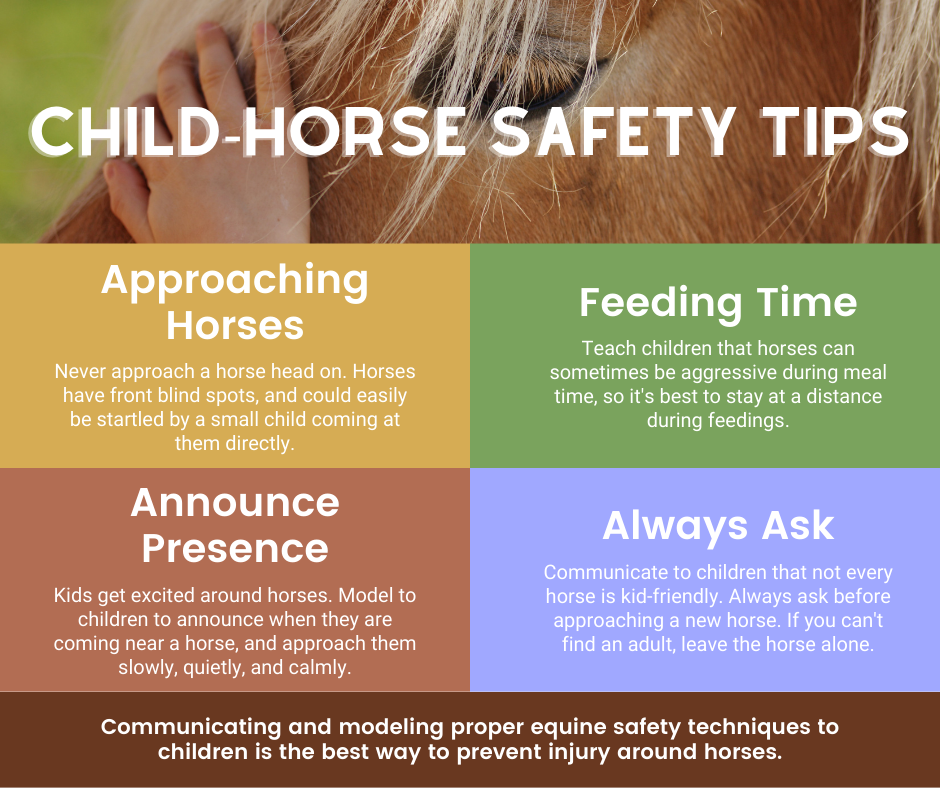 CHILD-HORSE SAFETY TIPS
Approaching
Horses
Never approach a horse head on. Horses
have front blind spots, and could easily
be startled by a small child coming at
them directly.
Feeding Time
Teach children that horses can
sometimes be aggressive during meal
time, so it's best to stay at a distance
during feedings.
Announce
Presence
Kids get excited around horses. Model to
children to announce when they are
coming near a horse, and approach them
slowly, quietly, and calmly.
Always Ask
Communicate to children that not every
horse is kid-friendly. Always ask before
approaching a new horse. If you can't
find an adult, leave the horse alone.
Communicating and modeling proper equine safety techniques to
children is the best way to prevent injury around horses.